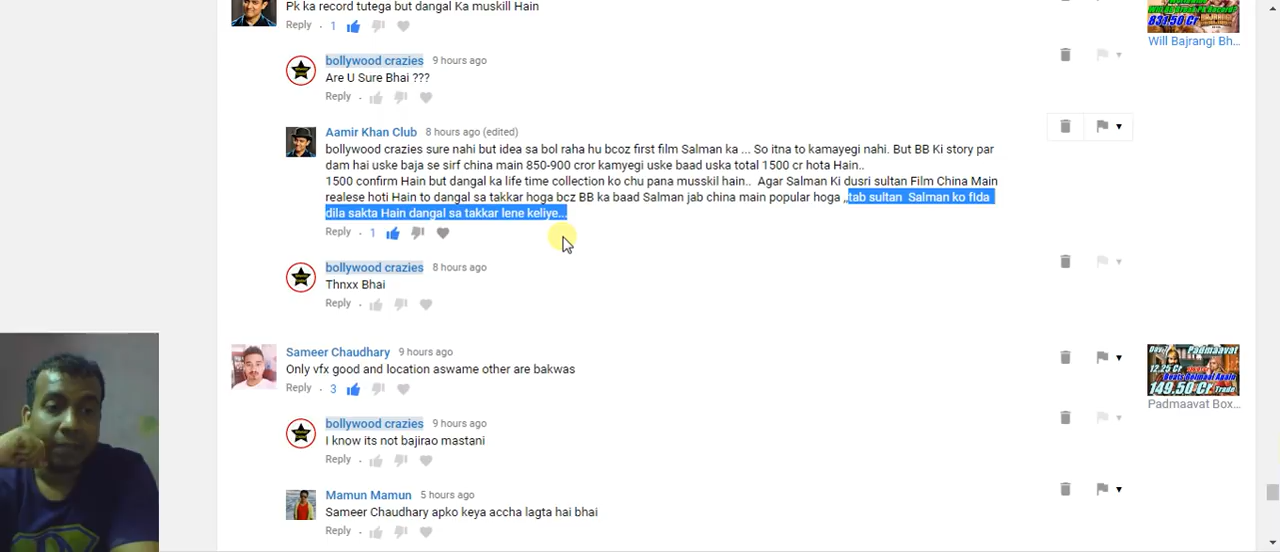 Pk ka record tutega but dangal Ka muskill Hain
Reply 1
831.50 Cr
Will Bajrangi Bh...
bollywood crazies 9 hours ago
Are U Sure Bhai ???
Reply
Aamir Khan Club 8 hours ago (edited)
bollywood crazies sure nahi but idea sa bol raha hu bcoz first film Salman ka ... So itna to kamayegi nahi. But BB Ki story par
dam hai uske baja se sirf china main 850-900 cror kamyegi uske baad uska total 1500 cr hota Hain..
1500 confirm Hain but dangal ka life time collection ko chu pana musskil hain.. Agar Salman Ki dusri sultan Film China Main
realese hoti Hain to dangal sa takkar hoga bcz BB ka baad Salman jab china main popular hoga ,,tab sultan Salman ko fIda
dila sakta Hain dangal sa takkar lene keliye...
Reply 1
bollywood crazies 8 hours ago
Thnxx Bhai
Reply
Sameer Chaudhary 9 hours ago
Only vfx good and location aswame other are bakwas
Reply 3
Padmaavat
12.25 Cr
149.50 Cr
Padmaavat Box...
bollywood crazies 9 hours ago
I know its not bajirao mastani
Reply
Mamun Mamun 5 hours ago
Sameer Chaudhary apko keya accha lagta hai bhai
Reply